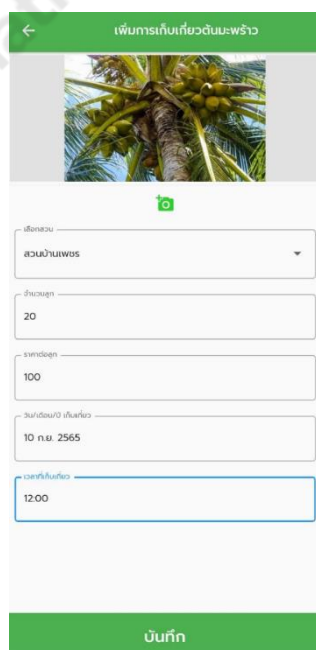 เพิ่มการเก็บเกี่ยวต้นมะพร้าว
เลือกสวน
สวนบ้านเพชร
จำนวนลูก
20
ราคาต่อลูก
100
วัน/เดือน/ปี เก็บเกี่ยว
10 ก.ย. 2565
เวลาที่เก็บเกี่ยว
12:00
บันทึก